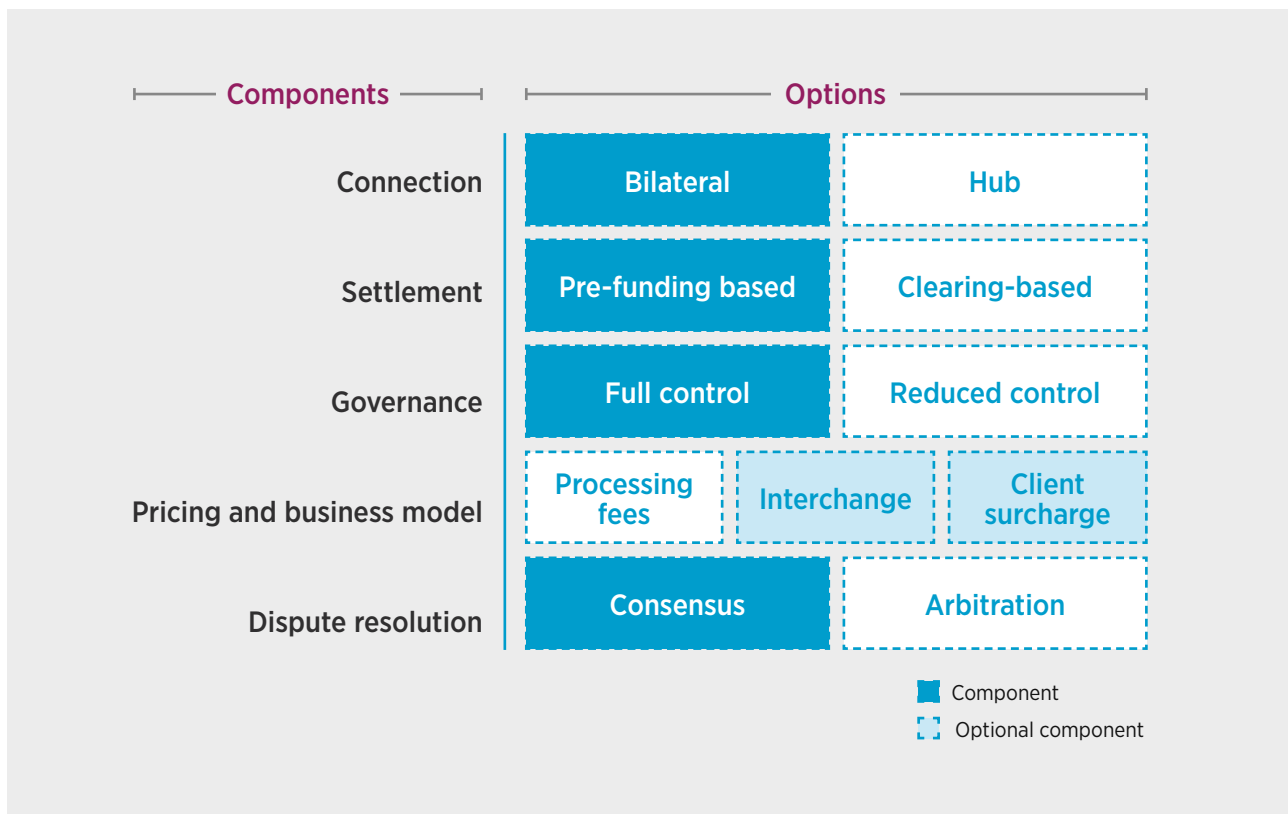 Components
Options
Connection
Bilateral
Hub
Settlement
Pre-funding based
Clearing-based
Governance
Full control
Reduced control
Pricing and business model
Processing
fees
Interchange
Client
surcharge
Dispute resolution
Consensus
Arbitration
Component
Optional component